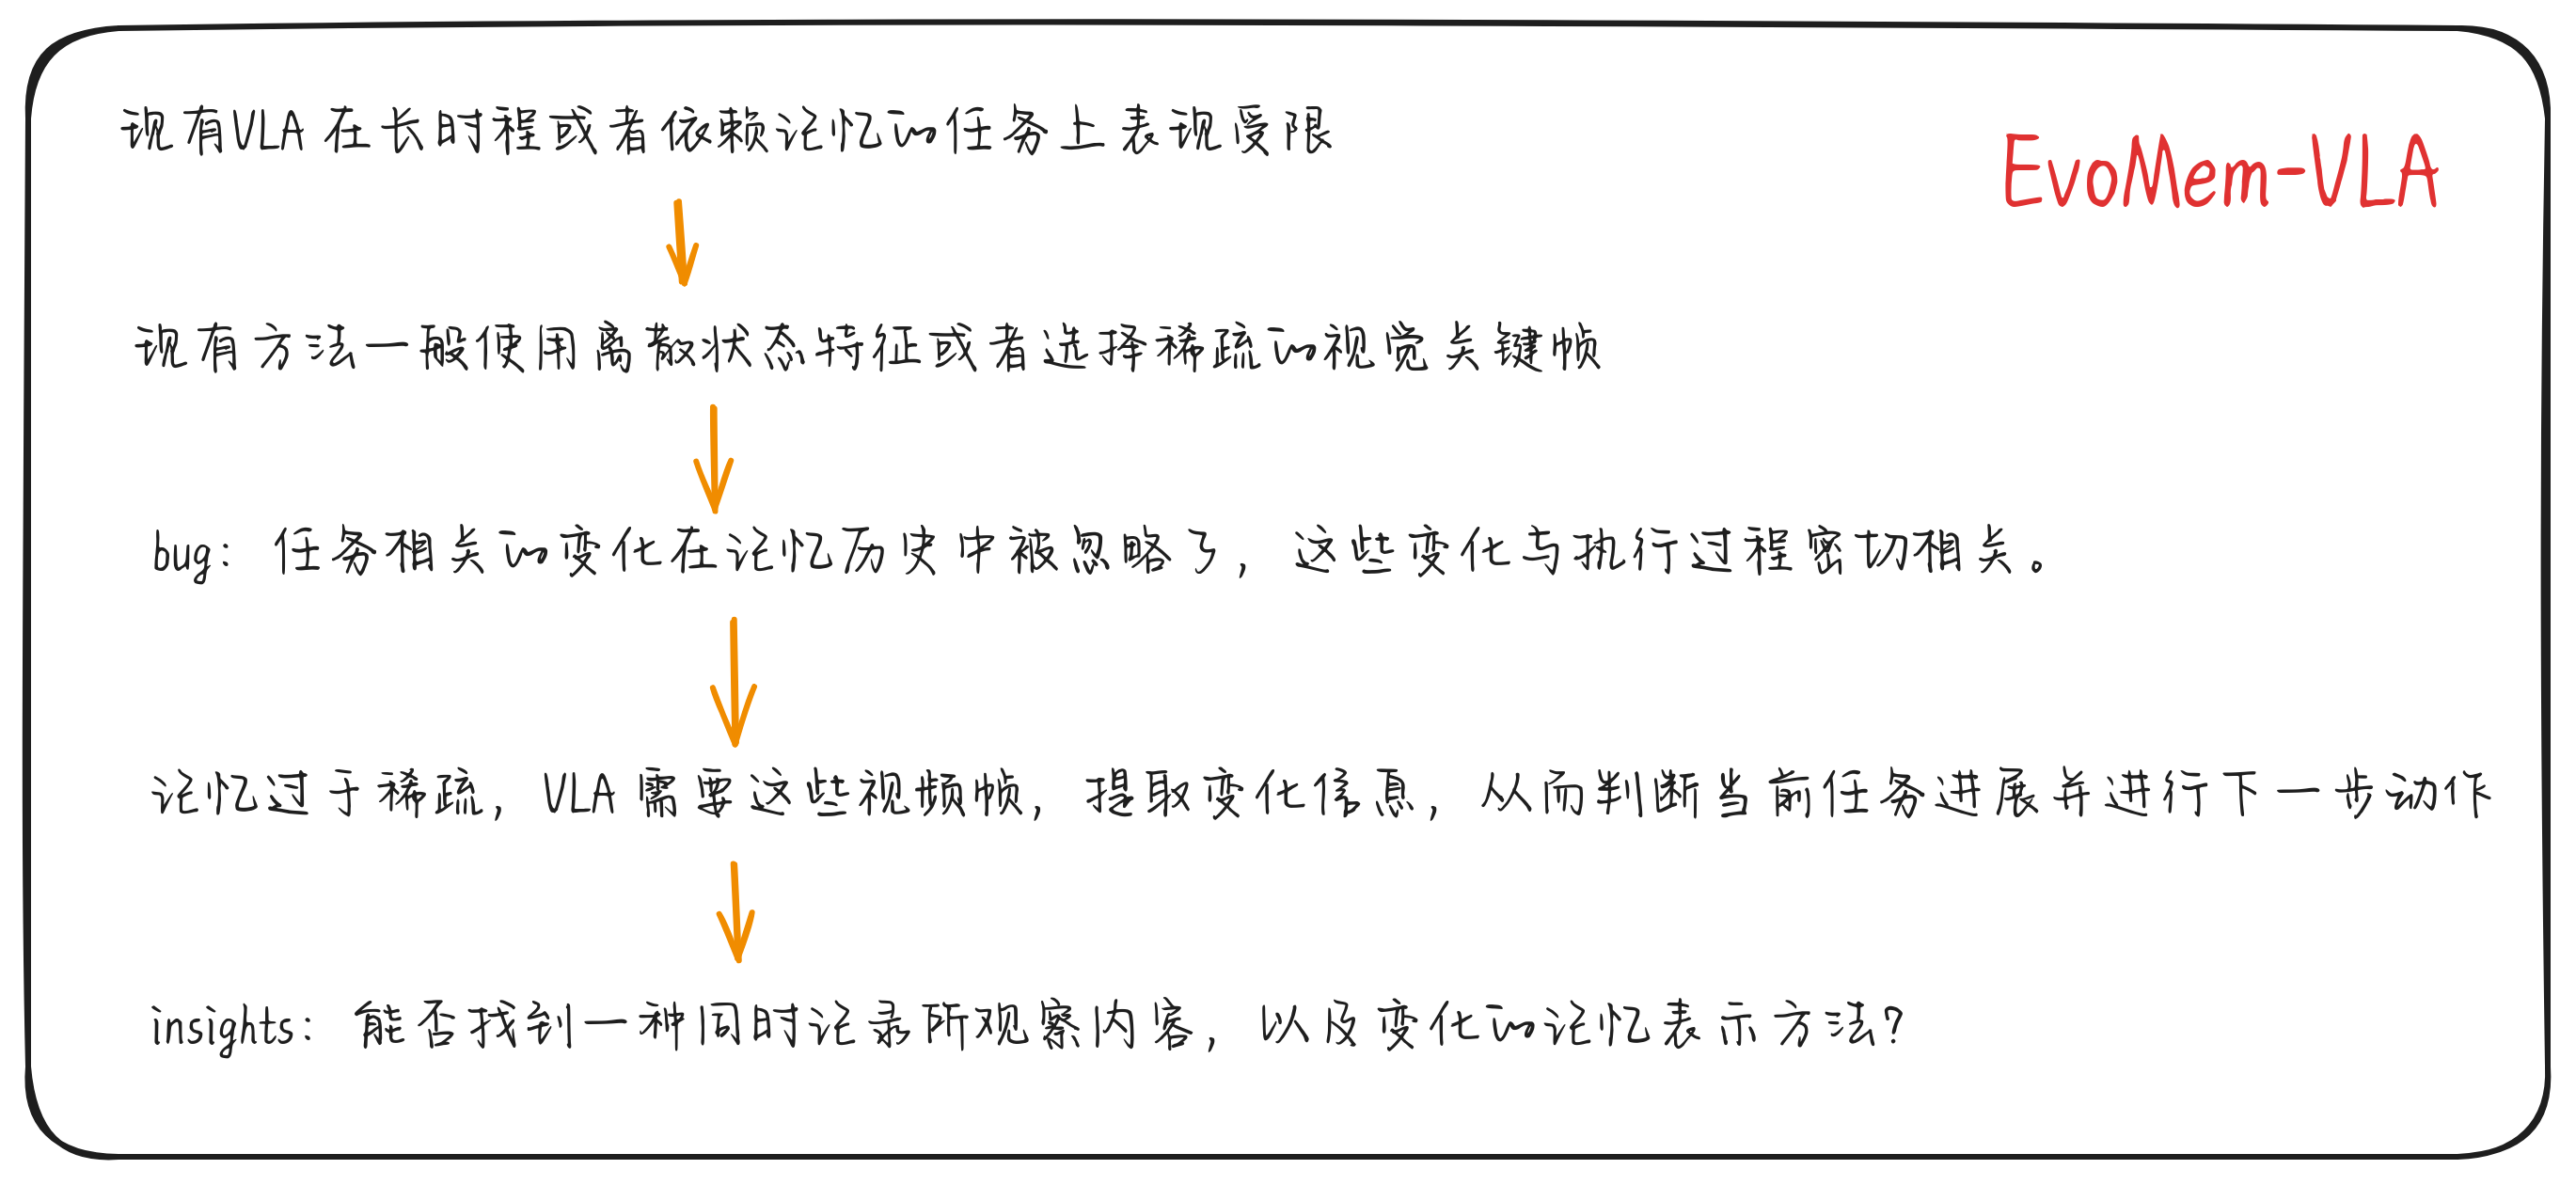 现有VLA在长时程或者依赖记忆的任务上表现受限
EvoMem-VLA
现有方法一般使用离散状态特征或者选择稀疏的视觉关键帧
bug：任务相关的变化在记忆历史中被忽略了，这些变化与执行过程密切相关。
记忆过于稀疏，VLA需要这些视频帧，提取变化信息，从而判断当前任务进展并进行下一步动作
insights：能否找到一种同时记录所观察内容，以及变化的记忆表示方法？